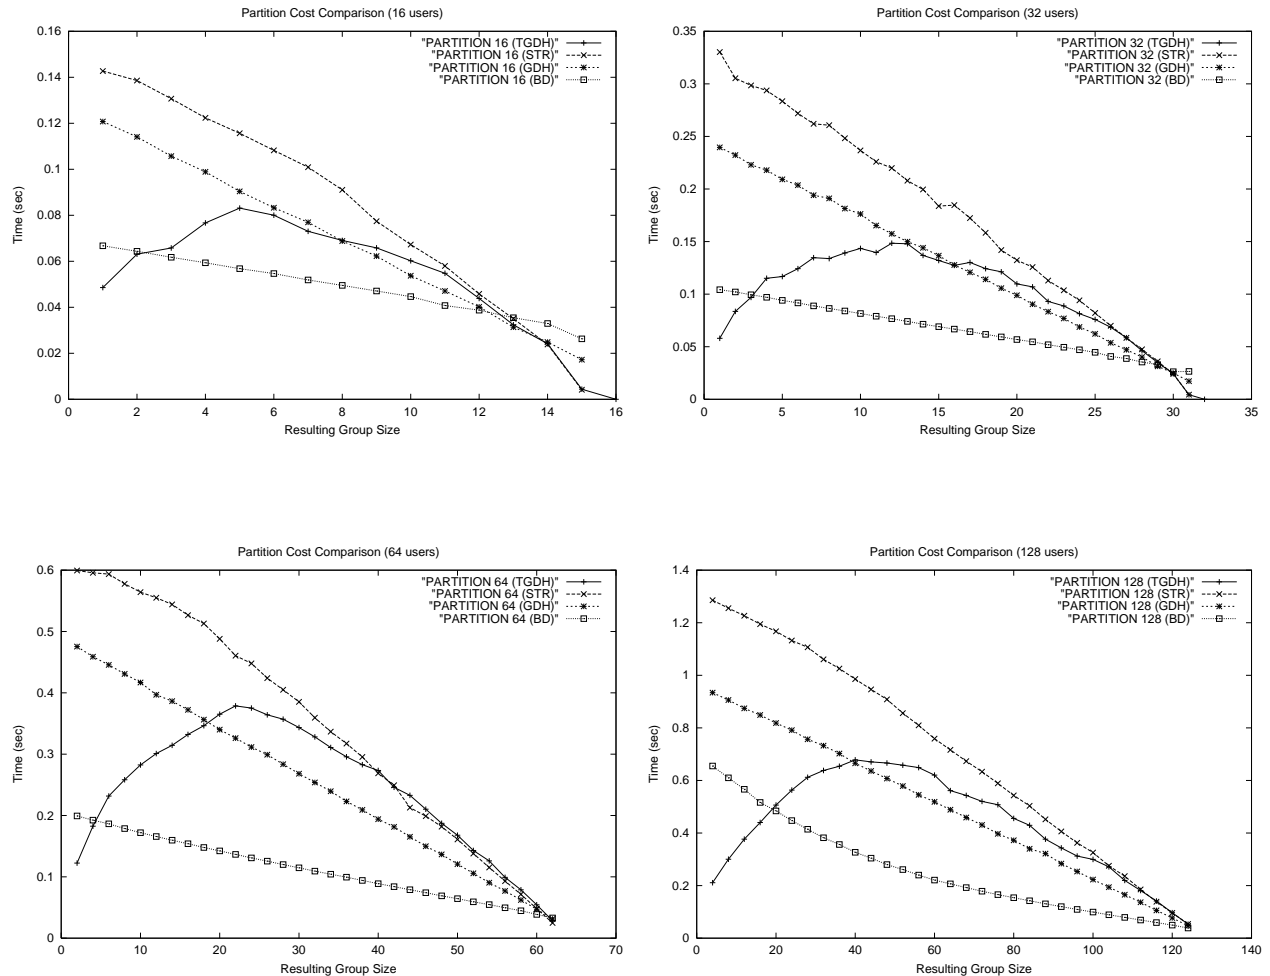 Partition Cost Comparison (16 users)
"PARTITION 16 (TGDH)"
"PARTITION 16 (STR)"
"PARTITION 16 (GDH)"
"PARTITION 16 (BD)"
0.16
0.14
0.12
0.1
0.08
0.06
0.04
0.02
0
Time (sec)
0 2 4 6 8 10 12 14 16
Resulting Group Size
Partition Cost Comparison (32 users)
"PARTITION 32 (TGDH)"
"PARTITION 32 (STR)"
"PARTITION 32 (GDH)"
"PARTITION 32 (BD)"
0.35
0.3
0.25
0.2
0.15
0.1
0.05
0
Time (sec)
0 5 10 15 20 25 30 35
Resulting Group Size
Partition Cost Comparison (64 users)
"PARTITION 64 (TGDH)"
"PARTITION 64 (STR)"
"PARTITION 64 (GDH)"
"PARTITION 64 (BD)"
0.6
0.5
0.4
0.3
0.2
0.1
0
Time (sec)
0 10 20 30 40 50 60 70
Resulting Group Size
Partition Cost Comparison (128 users)
"PARTITION 128 (TGDH)"
"PARTITION 128 (STR)"
"PARTITION 128 (GDH)"
"PARTITION 128 (BD)"
1.4
1.2
1
0.8
0.6
0.4
0.2
0
Time (sec)
0 20 40 60 80 100 120 140
Resulting Group Size